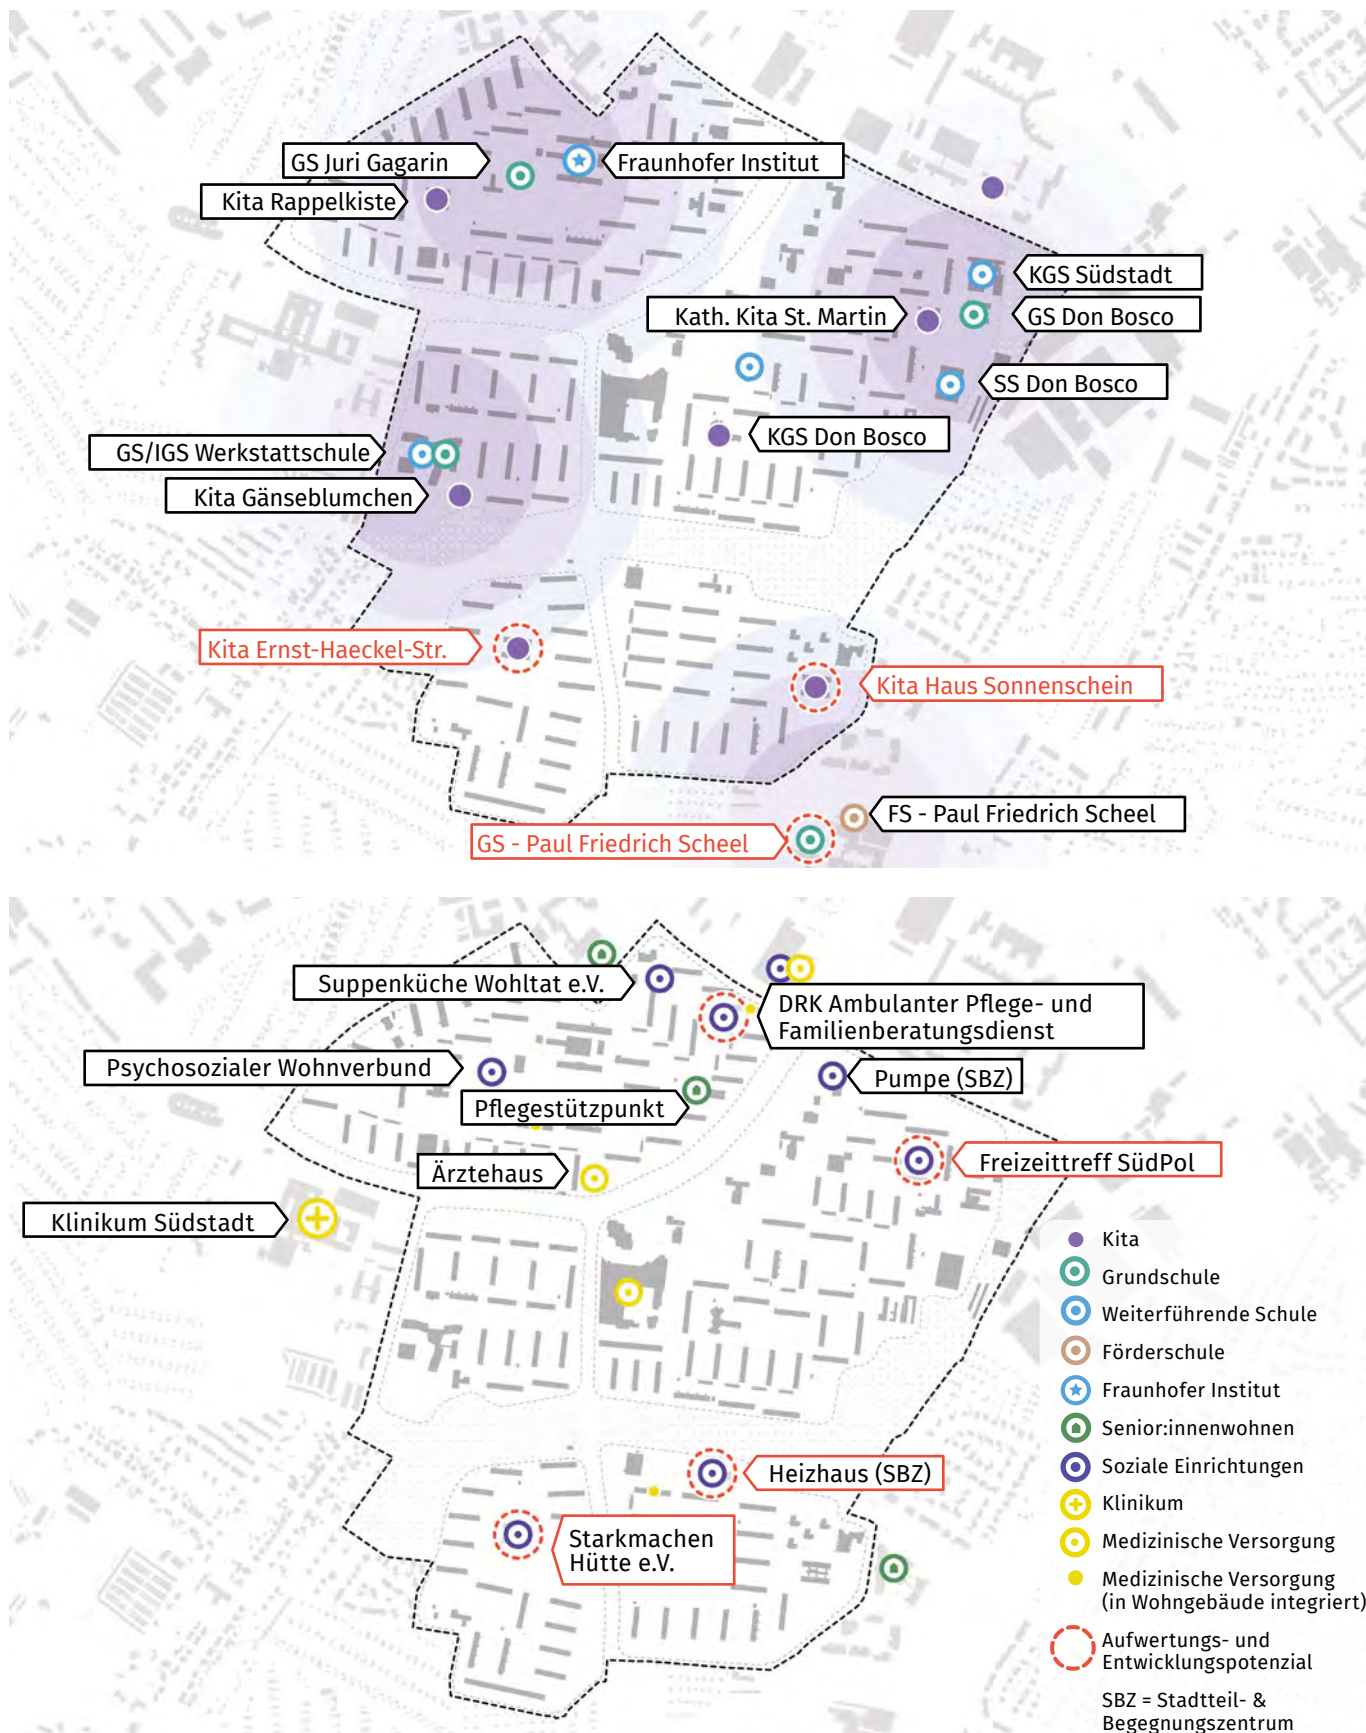 GS Juri Gagarin
Fraunhofer Institut
Kita Rappelkiste
KGS Südstadt
Kath. Kita St. Martin
GS Don Bosco
SS Don Bosco
KGS Don Bosco
GS/IGS Werkstattschule
Kita Gänseblumchen
Kita Ernst-Haeckel-Str.
Kita Haus Sonnenschein
FS - Paul Friedrich Scheel
GS - Paul Friedrich Scheel
Suppenküche Wohltat e.V.
DRK Ambulanter Pflege- und
Familienberatungsdienst
Psychosozialer Wohnverbund
Pumpe (SBZ)
Pflegestützpunkt
Freizeittreff SüdPol
Ärztehaus
Klinikum Südstadt
Heizhaus (SBZ)
Starkmachen
Hütte e.V.
Kita
Grundschule
Weiterführende Schule
Förderschule
Fraunhofer Institut
Senior:innenwohnen
Soziale Einrichtungen
Klinikum
Medizinische Versorgung
Medizinische Versorgung
(in Wohngebäude integriert)
Aufwertungs- und
Entwicklungspotenzial
SBZ = Stadtteil- &
Begegnungszentrum